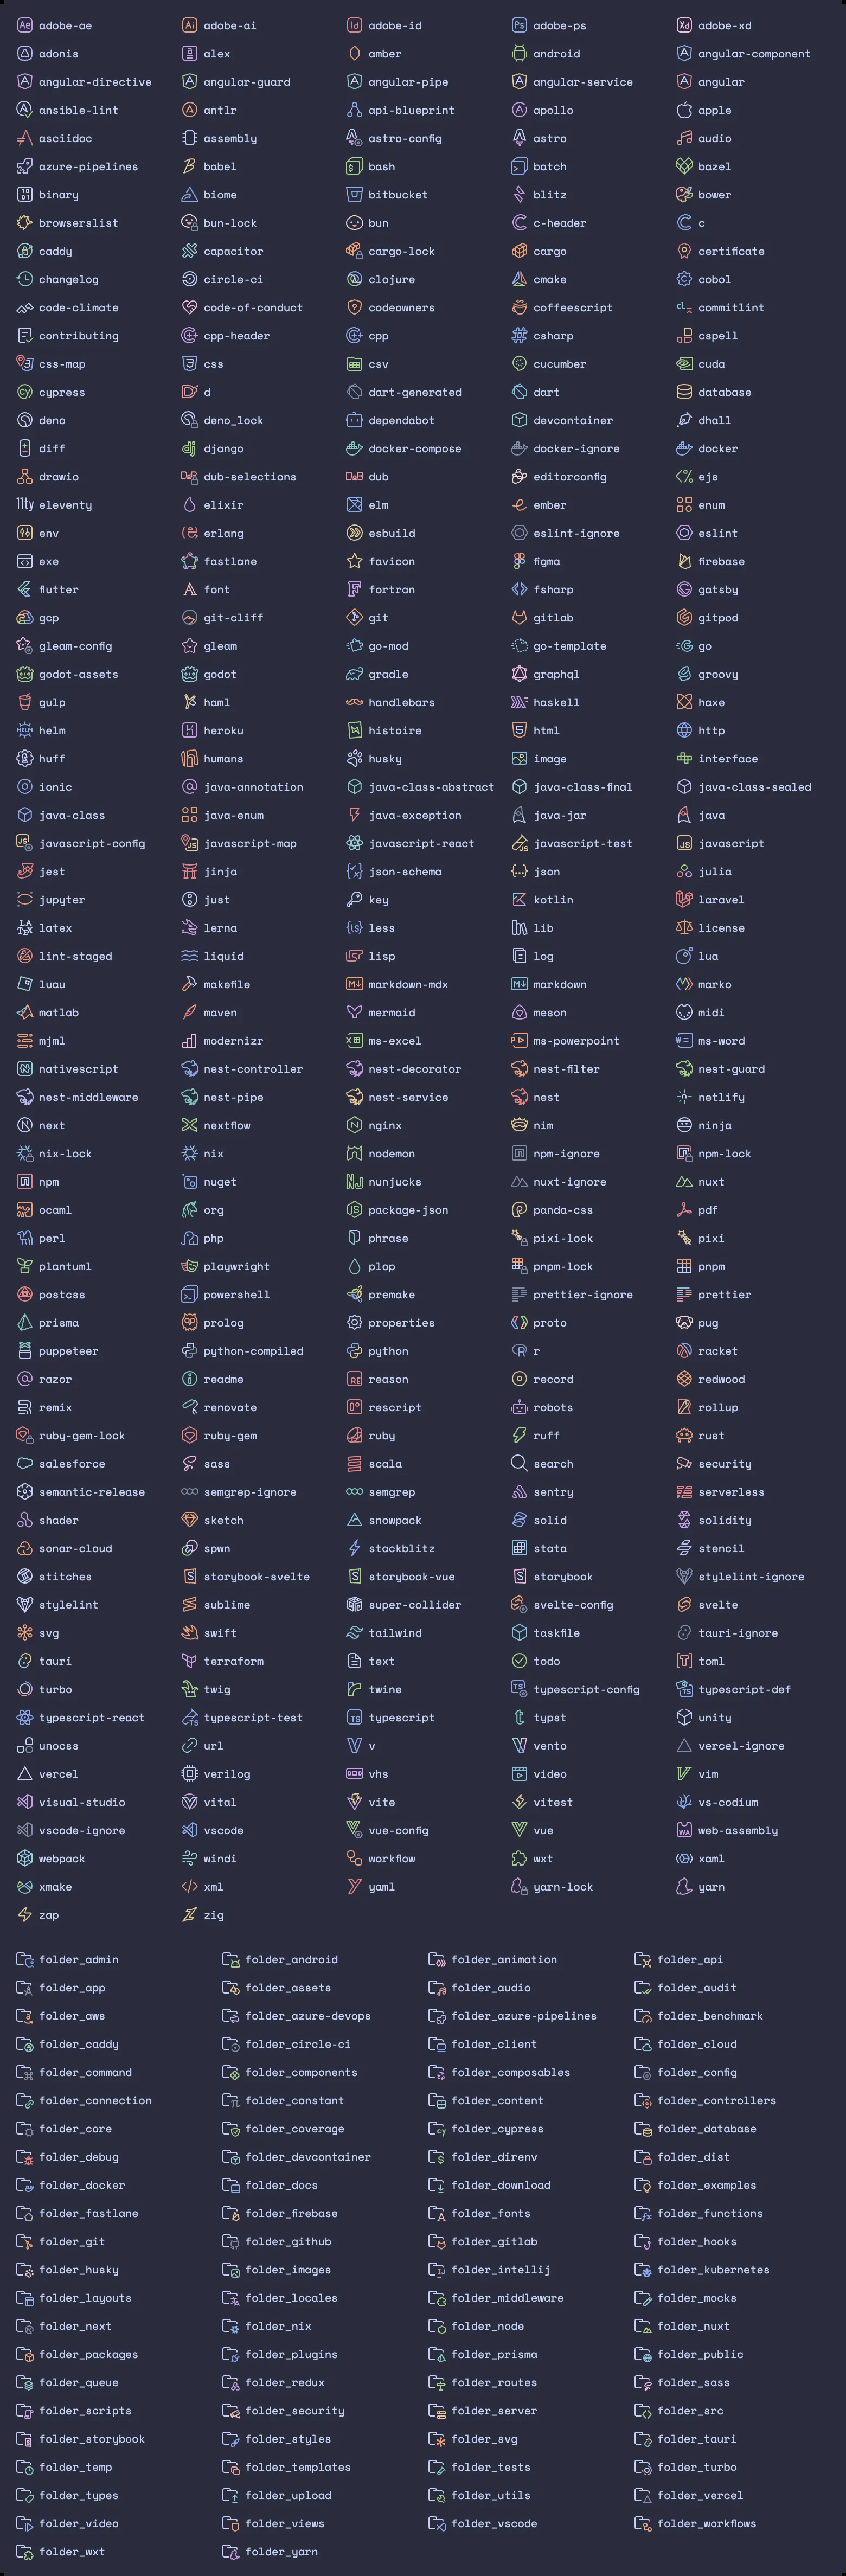 adobe-ae adobe-ai adobe-id adobe-ps adobe-xd
adonis alex amber android angular-component
angular-directive angular-guard angular-pipe angular-service angular
ansible-lint antlr api-blueprint apollo apple
asciidoc assembly astro-config astro audio
azure-pipelines babel bash batch bazel
binary biome bitbucket blitz bower
browserslist bun-lock bun c-header c
caddy capacitor cargo-lock cargo certificate
changelog circle-ci clojure cmake cobol
code-climate code-of-conduct codeowners coffeescript commitlint
contributing cpp-header cpp csharp cspell
css-map css csv cucumber cuda
cypress d dart-generated dart database
deno deno_lock dependabot devcontainer dhall
diff django docker-compose docker-ignore docker
drawio dub-selections dub editorconfig ejs
eleventy elixir elm ember enum
env erlang esbuild eslint-ignore eslint
exe fastlane favicon figma firebase
flutter font fortran fsharp gatsby
gcp git-cliff git gitlab gitpod
gleam-config gleam go-mod go-template go
godot-assets godot gradle graphql groovy
gulp haml handlebars haskell haxe
helm heroku histoire html http
huff humans husky image interface
ionic java-annotation java-class-abstract java-class-final java-class-sealed
java-class java-enum java-exception java-jar java
javascript-config javascript-map javascript-react javascript-test javascript
jest jinja json-schema json julia
jupyter just key kotlin laravel
latex lerna less lib license
lint-staged liquid lisp log lua
luau makefile markdown-mdx markdown marko
matlab maven mermaid meson midi
mjml modernizr ms-excel ms-powerpoint ms-word
nativescript nest-controller nest-decorator nest-filter nest-guard
nest-middleware nest-pipe nest-service nest netlify
next nextflow nginx nim ninja
nix-lock nix nodemon npm-ignore npm-lock
npm nuget nunjucks nuxt-ignore nuxt
ocaml org package-json panda-css pdf
perl php phrase pixi-lock pixi
plantuml playwright plop pnpm-lock pnpm
postcss powershell premake prettier-ignore prettier
prisma prolog properties proto pug
puppeteer python-compiled python r racket
razor readme reason record redwood
remix renovate rescript robots rollup
ruby-gem-lock ruby-gem ruby ruff rust
salesforce sass scala search security
semantic-release semgrep-ignore semgrep sentry serverless
shader sketch snowpack solid solidity
sonar-cloud spwn stackblitz stata stencil
stitches storybook-svelte storybook-vue storybook stylelint-ignore
stylelint sublime super-collider svelte-config svelte
svg swift tailwind taskfile tauri-ignore
tauri terraform text todo toml
turbo twig twine typescript-config typescript-def
typescript-react typescript-test typescript typst unity
unocss url v vento vercel-ignore
vercel verilog vhs video vim
visual-studio vital vite vitest vs-codium
vscode-ignore vscode vue-config vue web-assembly
webpack windi workflow wxt xaml
xmake xml yaml yarn-lock yarn
zap zig
folder_admin folder_android folder_animation folder_api
folder_app folder_assets folder_audio folder_audit
folder_aws folder_azure-devops folder_azure-pipelines folder_benchmark
folder_caddy folder_circle-ci folder_client folder_cloud
folder_command folder_components folder_composables folder_config
folder_connection folder_constant folder_content folder_controllers
folder_core folder_coverage folder_cypress folder_database
folder_debug folder_devcontainer folder_direnv folder_dist
folder_docker folder_docs folder_download folder_examples
folder_fastlane folder_firebase folder_fonts folder_functions
folder_git folder_github folder_gitlab folder_hooks
folder_husky folder_images folder_intellij folder_kubernetes
folder_layouts folder_locales folder_middleware folder_mocks
folder_next folder_nix folder_node folder_nuxt
folder_packages folder_plugins folder_prisma folder_public
folder_queue folder_redux folder_routes folder_sass
folder_scripts folder_security folder_server folder_src
folder_storybook folder_styles folder_svg folder_tauri
folder_temp folder_templates folder_tests folder_turbo
folder_types folder_upload folder_utils folder_vercel
folder_video folder_views folder_vscode folder_workflows
folder_wxt folder_yarn